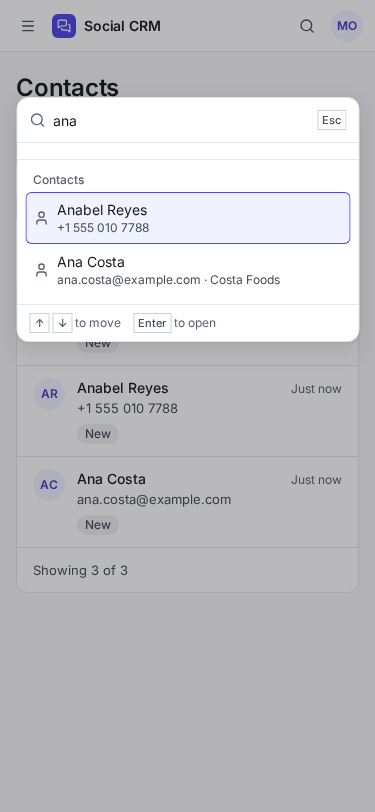 Social CRM
MO
Contacts
ana
Esc
Contacts
Anabel Reyes
+1 555 010 7788
Ana Costa
ana.costa@example.com · Costa Foods
↑ ↓ to move Enter to open
New
AR
Anabel Reyes
Just now
+1 555 010 7788
New
AC
Ana Costa
Just now
ana.costa@example.com
New
Showing 3 of 3